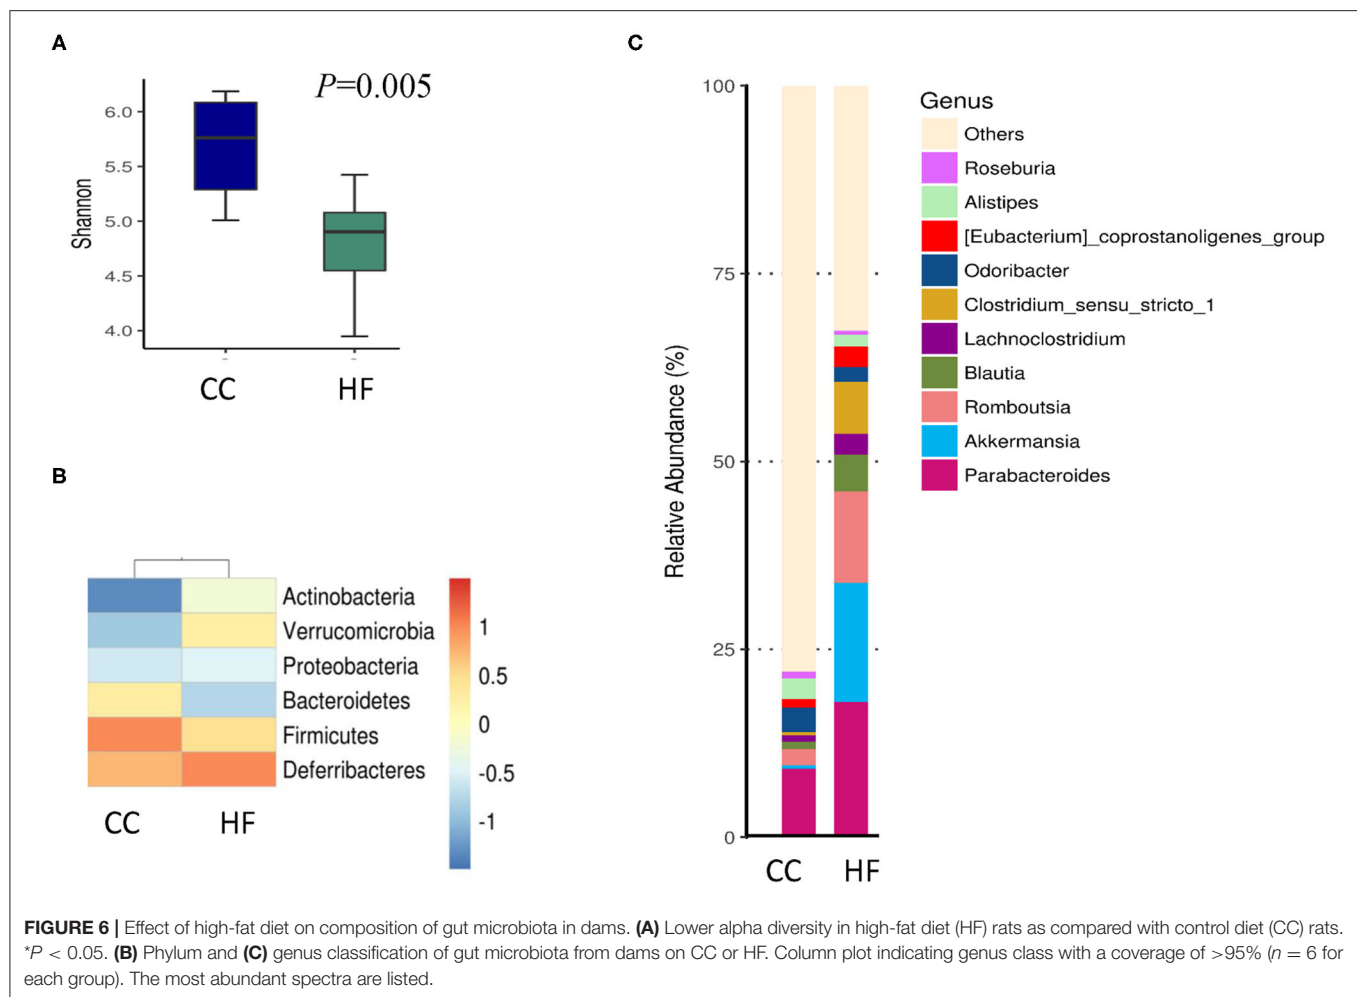 A
P=0.005
Shannon
6.0
5.5
5.0
4.5
4.0
CC HF
B
Actinobacteria
Verrucomicrobia
Proteobacteria
Bacteroidetes
Firmicutes
Deferribacteres
1
0.5
0
-0.5
-1
CC HF
C
Relative Abundance (%)
100
75
50
25
0
CC HF
Genus
Others
Roseburia
Alistipes
[Eubacterium]_coprostanoligenes_group
Odoribacter
Clostridium_sensu_stricto_1
Lachnoclostridium
Blautia
Romboutsia
Akkermansia
Parabacteroides
FIGURE 6 | Effect of high-fat diet on composition of gut microbiota in dams. (A) Lower alpha diversity in high-fat diet (HF) rats as compared with control diet (CC) rats.
*P < 0.05. (B) Phylum and (C) genus classification of gut microbiota from dams on CC or HF. Column plot indicating genus class with a coverage of >95% (n = 6 for
each group). The most abundant spectra are listed.